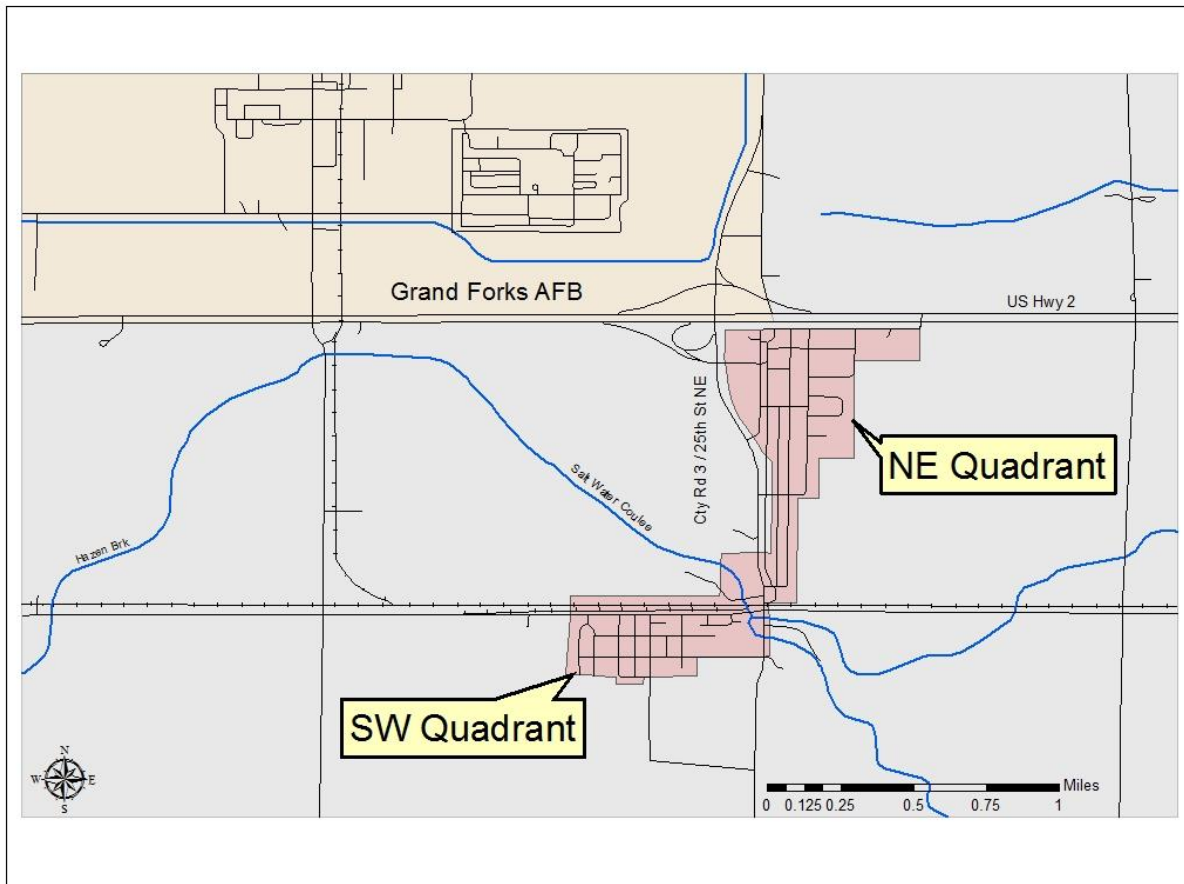 Grand Forks AFB
US Hwy 2
Cty Rd 3 / 25th St NE
NE Quadrant
Salt Water Coulee
Hazen Brk
SW Quadrant
N
W E
S
Miles
0 0.125 0.25 0.5 0.75 1